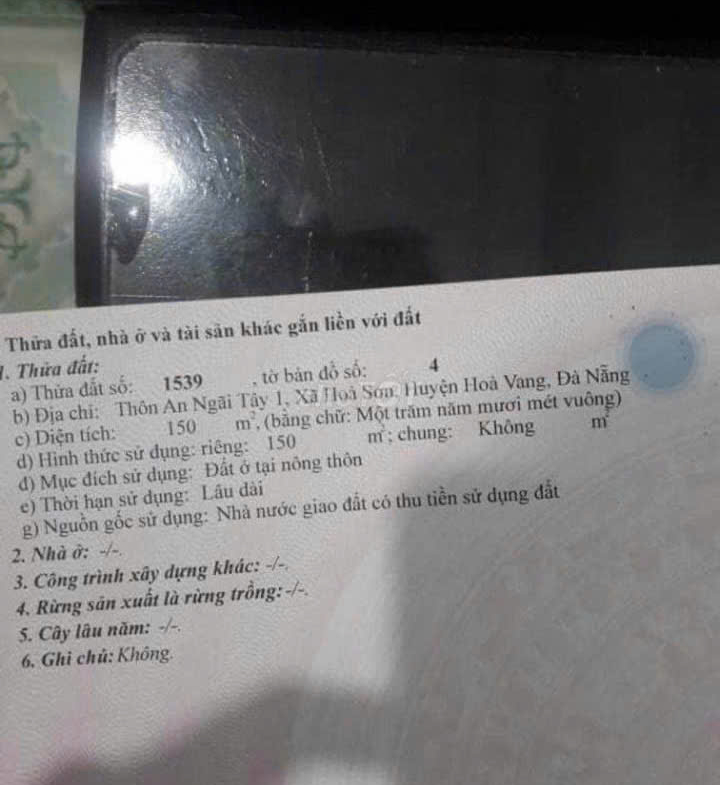 Thửa đất, nhà ở và tài sản khác gắn liền với đất
1. Thửa đất:
a) Thửa đất số: 1539 , tờ bản đồ số: 4
b) Địa chỉ: Thôn An Ngãi Tây 1, Xã Hoà Sơn, Huyện Hoà Vang, Đà Nẵng
c) Diện tích: 150 m², (bằng chữ: Một trăm năm mươi mét vuông)
d) Hình thức sử dụng: riêng: 150 m²; chung: Không m²
đ) Mục đích sử dụng: Đất ở tại nông thôn
e) Thời hạn sử dụng: Lâu dài
g) Nguồn gốc sử dụng: Nhà nước giao đất có thu tiền sử dụng đất
2. Nhà ở: -/-.
3. Công trình xây dựng khác: -/-.
4. Rừng sản xuất là rừng trồng: -/-.
5. Cây lâu năm: -/-.
6. Ghi chú: Không.